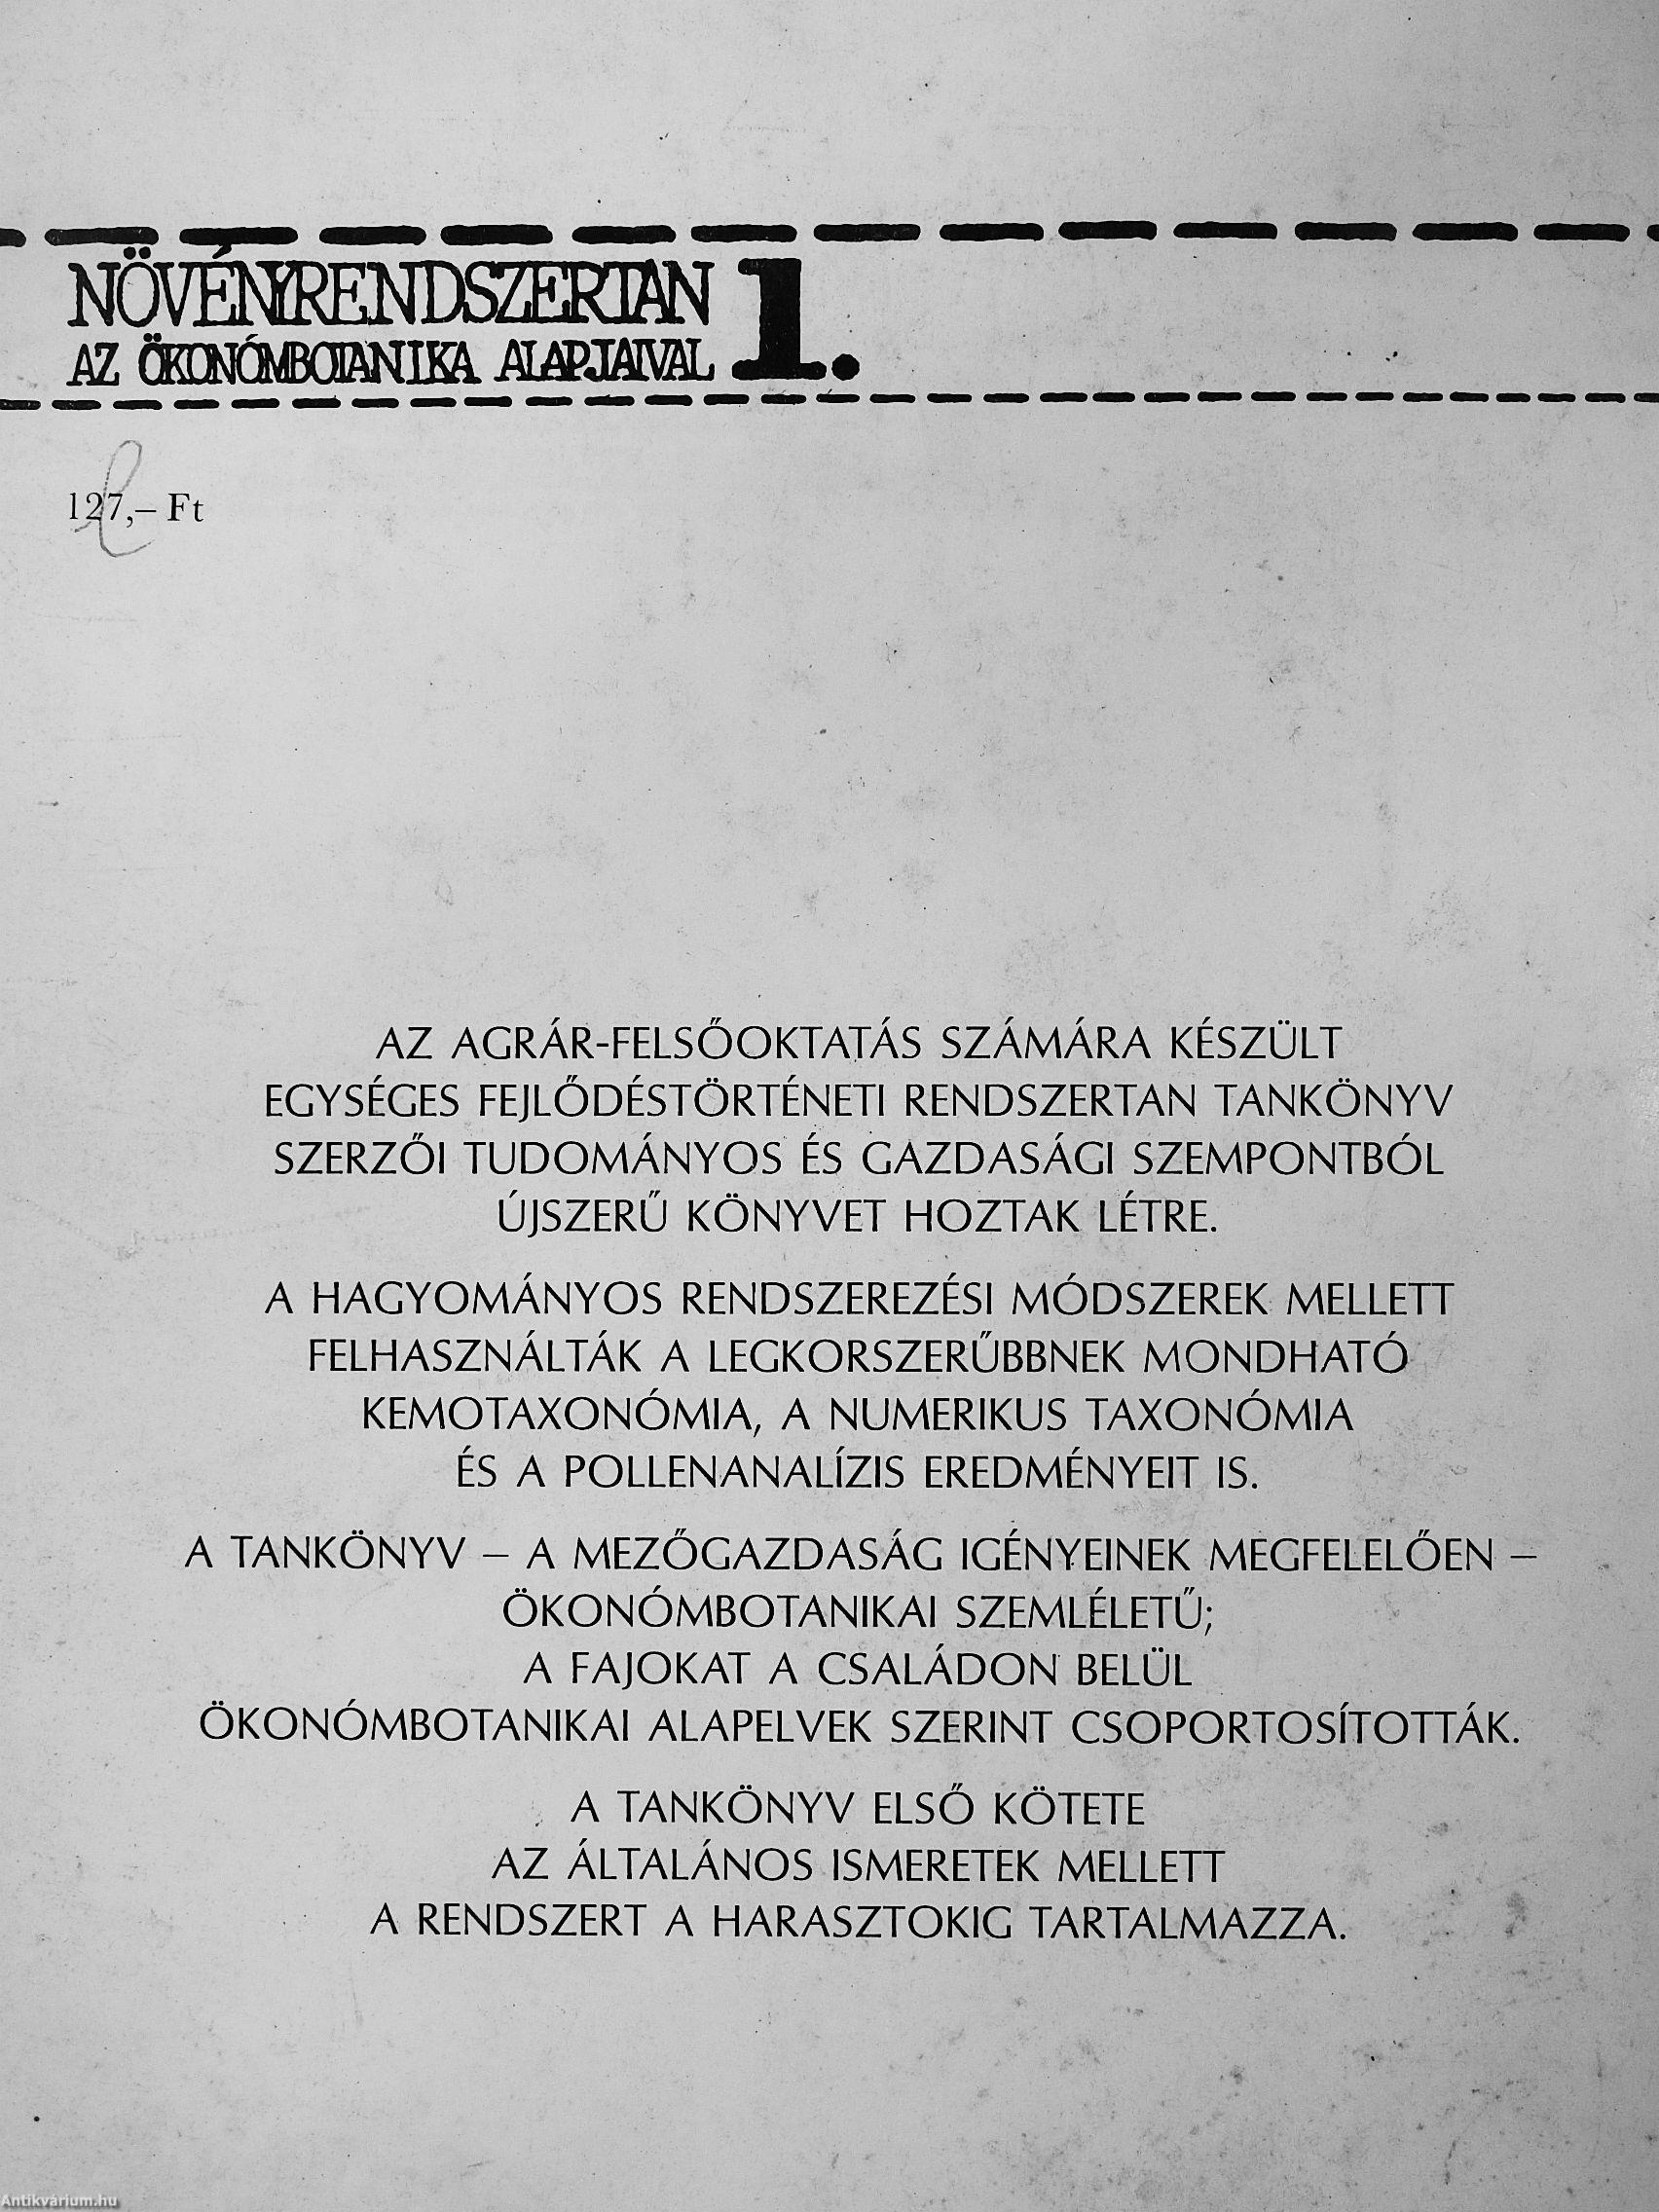 NÖVÉNYRENDSZERTAN 1.
AZ ÖKONÓMBOTANIKA ALAPJAIVAL
127,– Ft
AZ AGRÁR-FELSŐOKTATÁS SZÁMÁRA KÉSZÜLT
EGYSÉGES FEJLŐDÉSTÖRTÉNETI RENDSZERTAN TANKÖNYV
SZERZŐI TUDOMÁNYOS ÉS GAZDASÁGI SZEMPONTBÓL
ÚJSZERŰ KÖNYVET HOZTAK LÉTRE.
A HAGYOMÁNYOS RENDSZEREZÉSI MÓDSZEREK MELLETT
FELHASZNÁLTÁK A LEGKORSZERŰBBNEK MONDHATÓ
KEMOTAXONÓMIA, A NUMERIKUS TAXONÓMIA
ÉS A POLLENANALÍZIS EREDMÉNYEIT IS.
A TANKÖNYV – A MEZŐGAZDASÁG IGÉNYEINEK MEGFELELŐEN –
ÖKONÓMBOTANIKAI SZEMLÉLETŰ;
A FAJOKAT A CSALÁDON BELÜL
ÖKONÓMBOTANIKAI ALAPELVEK SZERINT CSOPORTOSÍTOTTÁK.
A TANKÖNYV ELSŐ KÖTETE
AZ ÁLTALÁNOS ISMERETEK MELLETT
A RENDSZERT A HARASZTOKIG TARTALMAZZA.
Antikvárium.hu